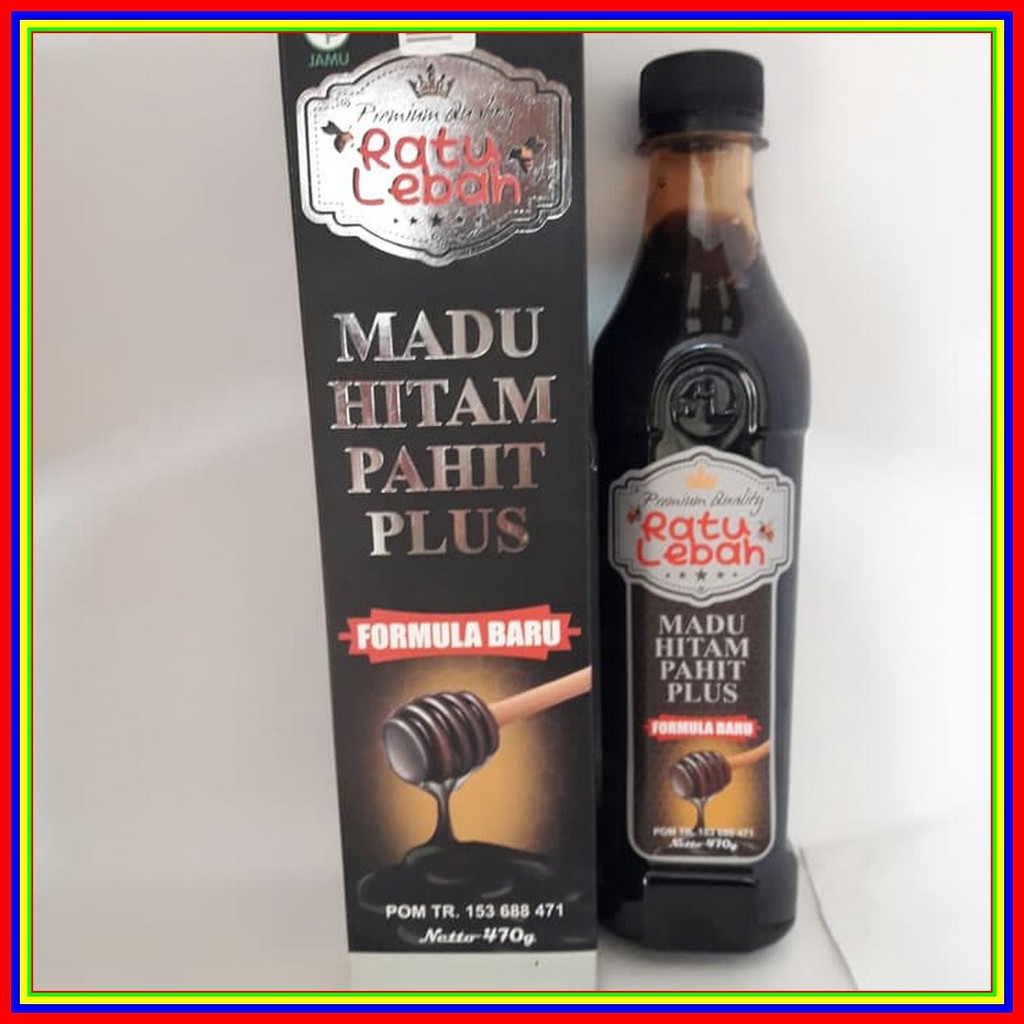 JAMU
Premium Quality
Ratu
Lebah
MADU
HITAM
PAHIT
PLUS
FORMULA BARU
POM TR. 153 688 471
Netto 470g
Premium Quality
Ratu
Lebah
MADU
HITAM
PAHIT
PLUS
FORMULA BARU
POM TR. 153 688 471
Netto 470g